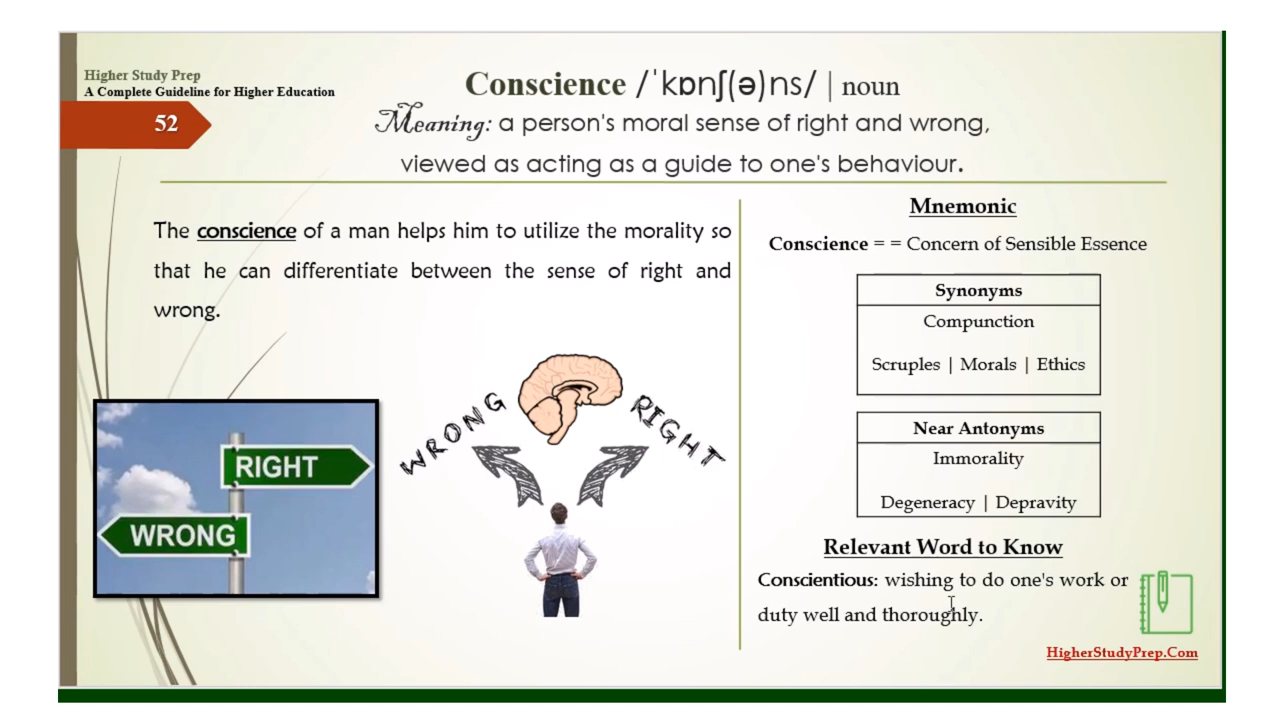 Higher Study Prep
A Complete Guideline for Higher Education
52
Conscience /ˈkɒnʃ(ə)ns/ | noun
Meaning: a person's moral sense of right and wrong,
viewed as acting as a guide to one's behaviour.
The conscience of a man helps him to utilize the morality so
that he can differentiate between the sense of right and
wrong.
RIGHT
WRONG
WRONG
RIGHT
Mnemonic
Conscience = = Concern of Sensible Essence
Synonyms
Compunction
Scruples | Morals | Ethics
Near Antonyms
Immorality
Degeneracy | Depravity
Relevant Word to Know
Conscientious: wishing to do one's work or
duty well and thoroughly.
HigherStudyPrep.Com